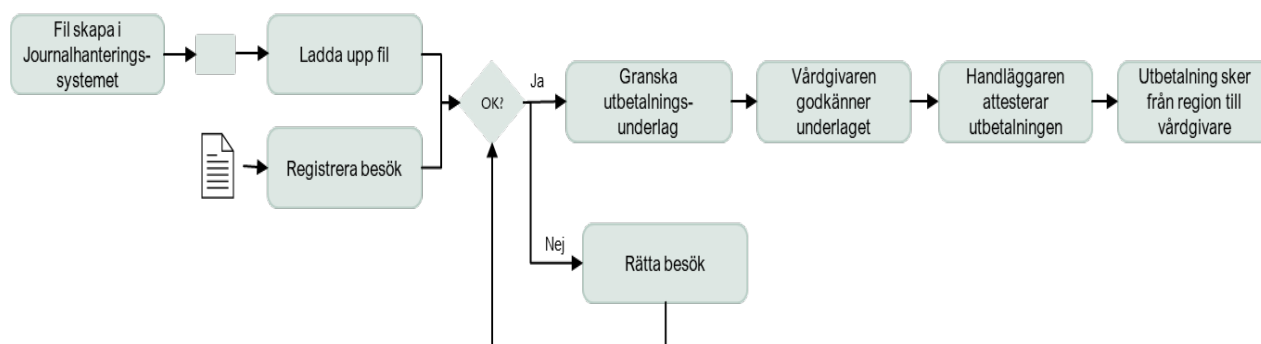 Fil skapa i
Journalhanterings-
systemet
Ladda upp fil
Registrera besök
OK?
Ja
Granska
utbetalnings-
underlag
Vårdgivaren
godkänner
underlaget
Handläggaren
attesterar
utbetalningen
Utbetalning sker
från region till
vårdgivare
Nej
Rätta besök